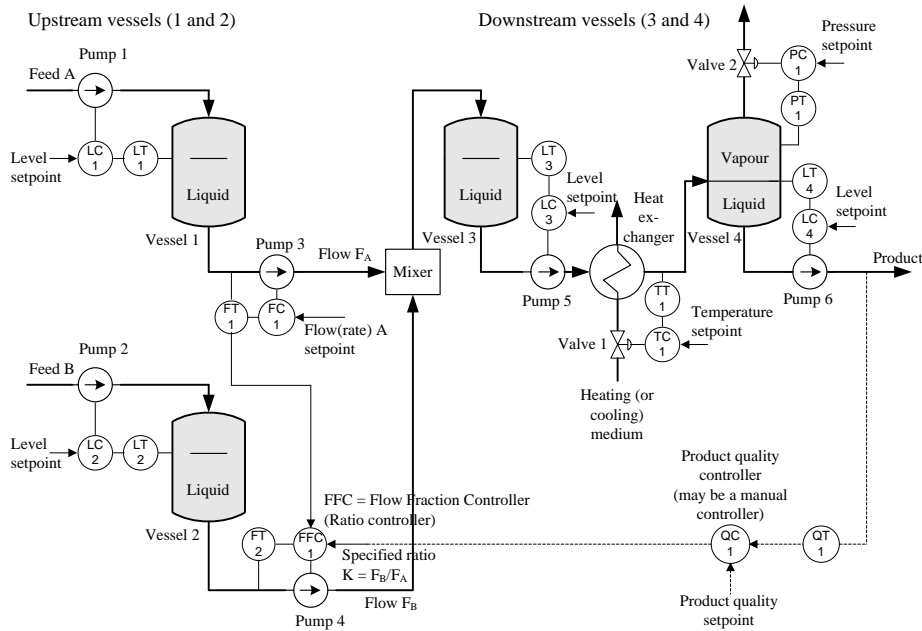 Upstream vessels (1 and 2)
Downstream vessels (3 and 4)
Pump 1
Feed A
LC
1
LT
1
Level
setpoint
Liquid
Vessel 1
Pump 3
Flow FA
FT
1
FC
1
Flow(rate) A
setpoint
Mixer
Pump 2
Feed B
LC
2
LT
2
Level
setpoint
Liquid
Vessel 2
FT
2
FFC
1
FFC = Flow Fraction Controller
(Ratio controller)
Specified ratio
K = FB/FA
Pump 4
Flow FB
Liquid
Vessel 3
LT
3
LC
3
Level
setpoint
Pump 5
Heat
ex-
changer
TT
1
TC
1
Temperature
setpoint
Valve 1
Heating (or
cooling)
medium
Valve 2
PC
1
Pressure
setpoint
PT
1
Vapour
Liquid
Vessel 4
LT
4
LC
4
Level
setpoint
Pump 6
Product
Product quality
controller
(may be a manual
controller)
QC
1
QT
1
Product quality
setpoint